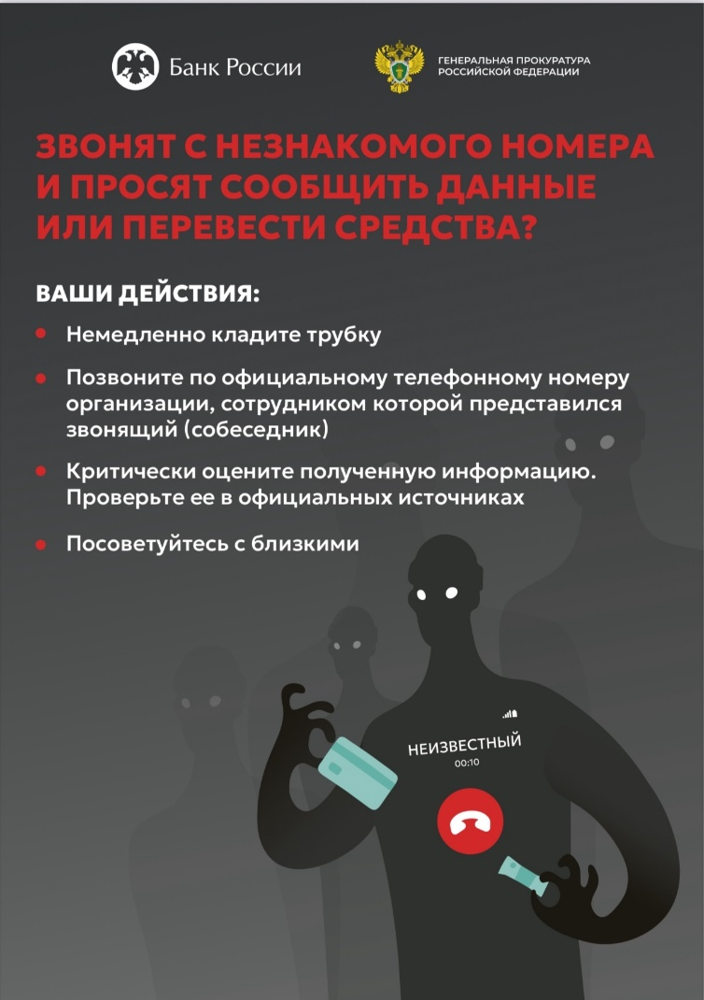 Банк России
ГЕНЕРАЛЬНАЯ ПРОКУРАТУРА
РОССИЙСКОЙ ФЕДЕРАЦИИ
ЗВОНЯТ С НЕЗНАКОМОГО НОМЕРА
И ПРОСЯТ СООБЩИТЬ ДАННЫЕ
ИЛИ ПЕРЕВЕСТИ СРЕДСТВА?
ВАШИ ДЕЙСТВИЯ:
Немедленно кладите трубку
Позвоните по официальному телефонному номеру
организации, сотрудником которой представился
звонящий (собеседник)
Критически оцените полученную информацию.
Проверьте ее в официальных источниках
Посоветуйтесь с близкими
НЕИЗВЕСТНЫЙ
00:10